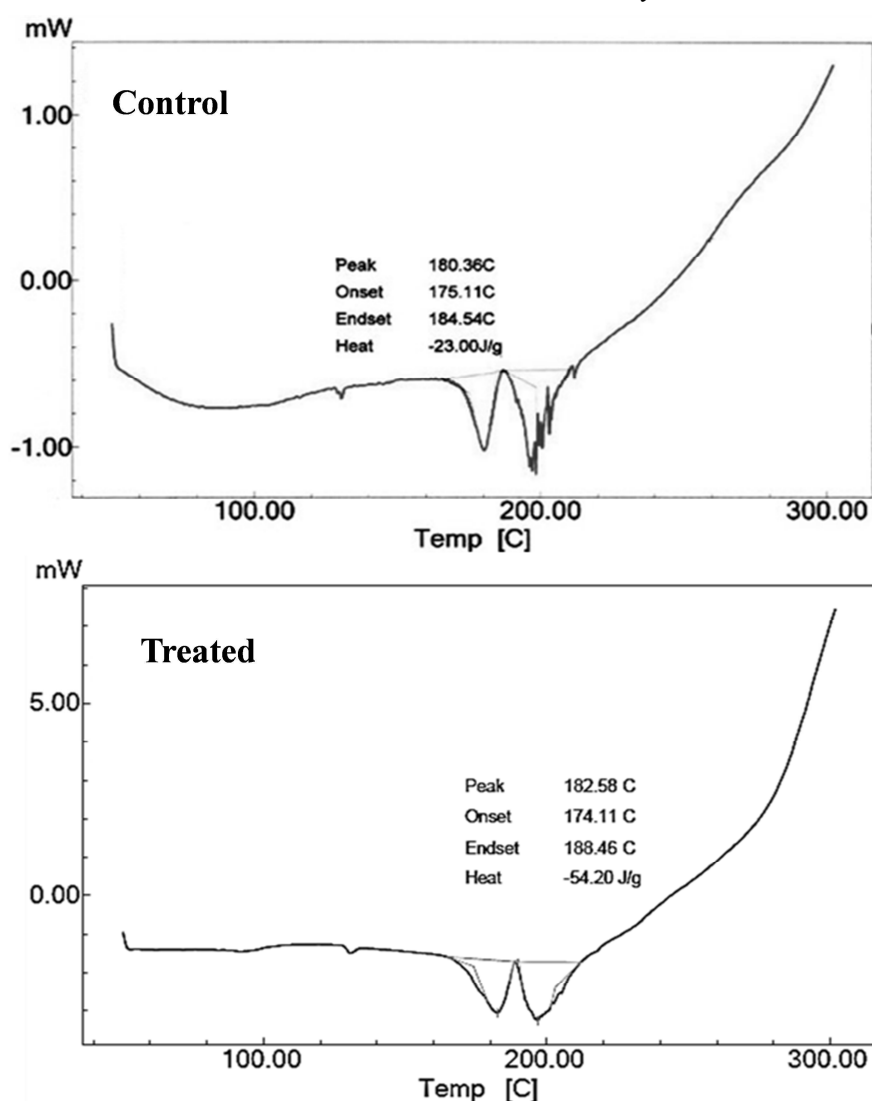 mW
Control
1.00
Peak 180.36C
Onset 175.11C
0.00
Endset 184.54C
Heat -23.00J/g
-1.00
100.00 200.00 300.00
Temp [C]
mW
Treated
5.00
Peak 182.58 C
Onset 174.11 C
Endset 188.46 C
Heat -54.20 J/g
0.00
100.00 200.00 300.00
Temp [C]